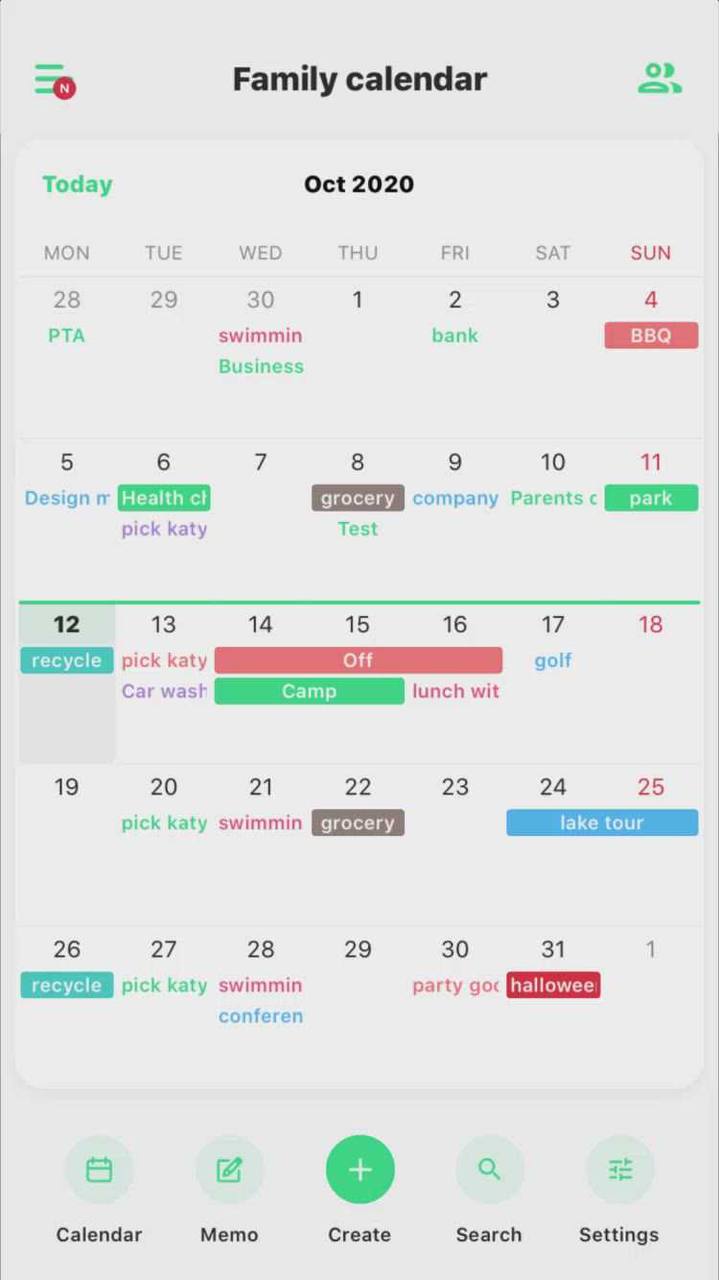 N
Family calendar
Today
Oct 2020
MON TUE WED THU FRI SAT SUN
28 29 30 1 2 3 4
PTA swimmin bank BBQ
Business
5 6 7 8 9 10 11
Design m Health ch grocery company Parents c park
pick katy Test
12 13 14 15 16 17 18
recycle pick katy Off golf
Car wash Camp lunch wit
19 20 21 22 23 24 25
pick katy swimmin grocery lake tour
26 27 28 29 30 31 1
recycle pick katy swimmin party goo hallowee
conferen
Calendar Memo Create Search Settings